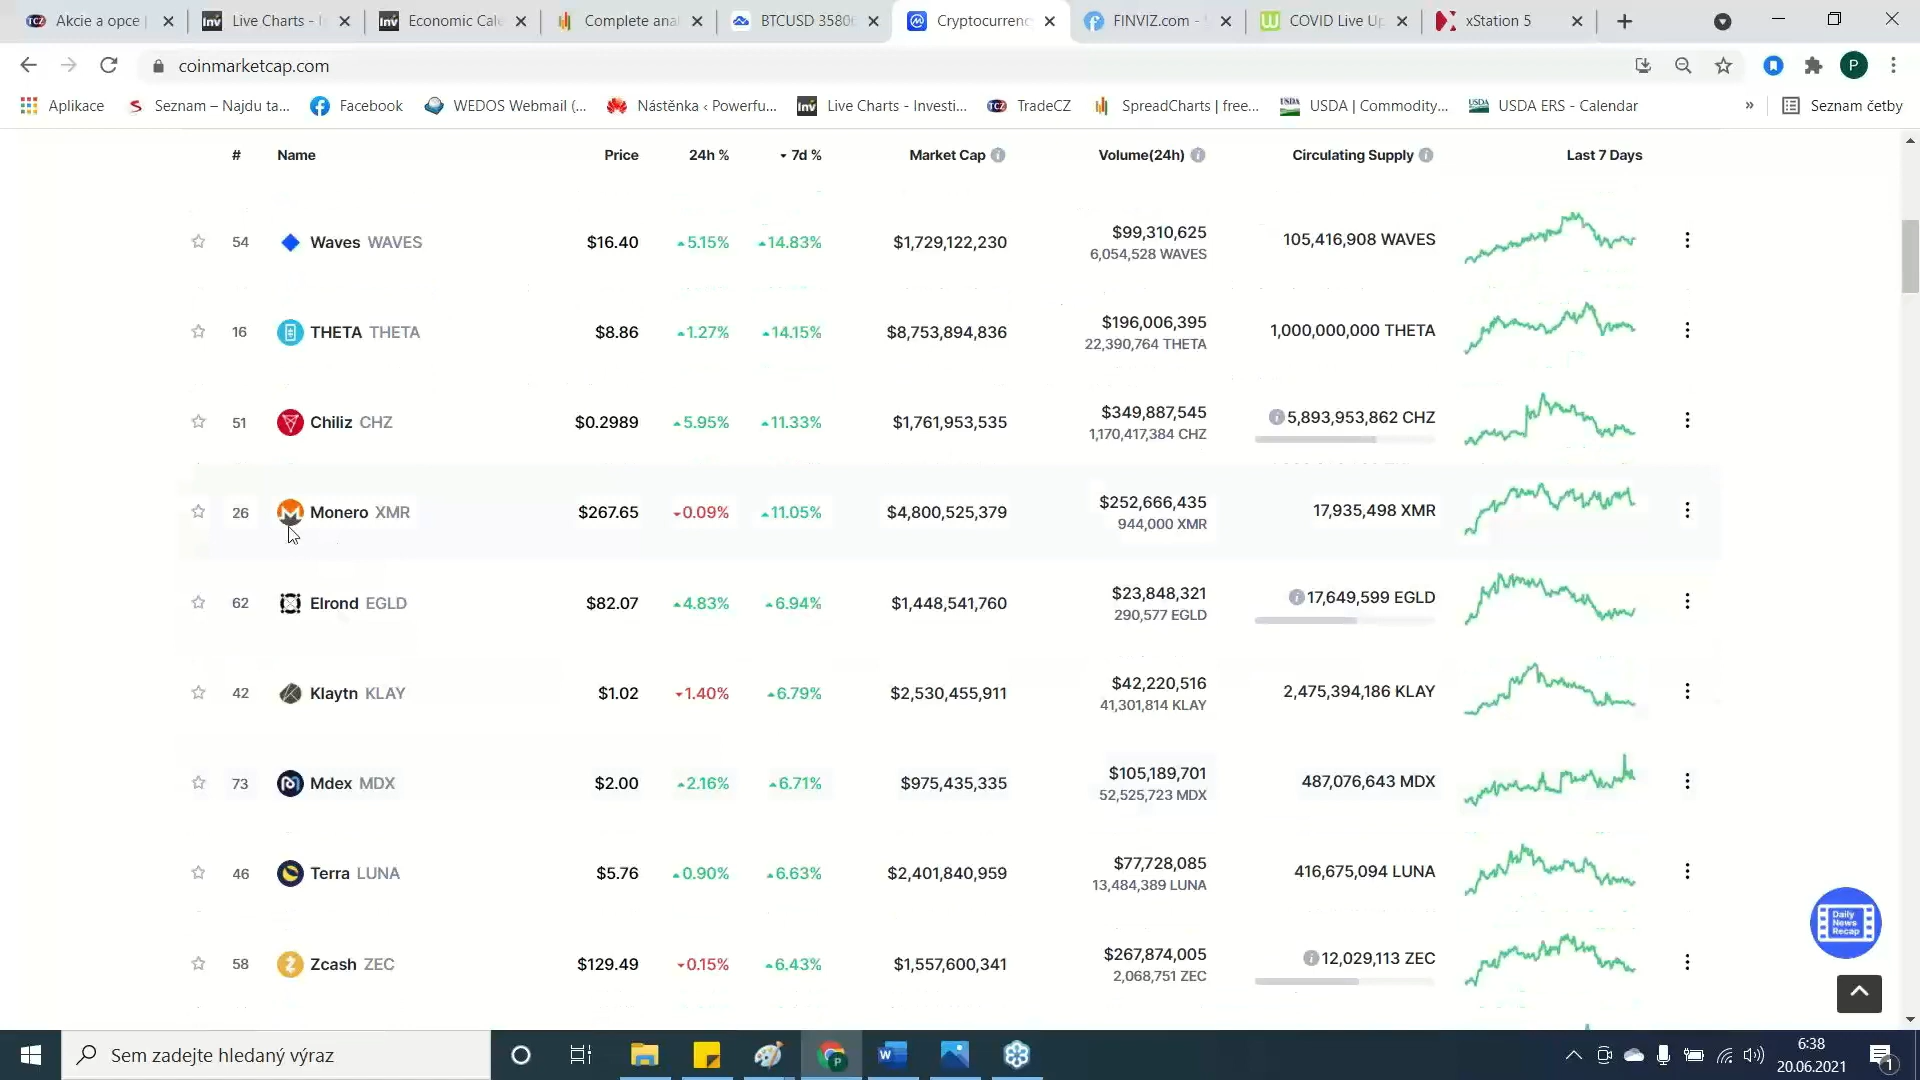 Akcie a opce
Live Charts - I
Economic Cal
Complete anal
BTCUSD 35806
Cryptocurrenc
FINVIZ.com -
COVID Live Up
xStation 5
coinmarketcap.com
P
Aplikace
Seznam – Najdu ta...
Facebook
WEDOS Webmail (...
Nástěnka ‹ Powerfu...
Live Charts - Investi...
TradeCZ
SpreadCharts | free...
USDA | Commodity...
USDA ERS - Calendar
»
Seznam četby
# Name Price 24h % 7d % Market Cap Volume(24h) Circulating Supply Last 7 Days
54 Waves WAVES $16.40 5.15% 14.83% $1,729,122,230 $99,310,625 105,416,908 WAVES
6,054,528 WAVES
16 THETA THETA $8.86 1.27% 14.15% $8,753,894,836 $196,006,395 1,000,000,000 THETA
22,390,764 THETA
51 Chiliz CHZ $0.2989 5.95% 11.33% $1,761,953,535 $349,887,545 5,893,953,862 CHZ
1,170,417,384 CHZ
26 Monero XMR $267.65 0.09% 11.05% $4,800,525,379 $252,666,435 17,935,498 XMR
944,000 XMR
62 Elrond EGLD $82.07 4.83% 6.94% $1,448,541,760 $23,848,321 17,649,599 EGLD
290,577 EGLD
42 Klaytn KLAY $1.02 1.40% 6.79% $2,530,455,911 $42,220,516 2,475,394,186 KLAY
41,301,814 KLAY
73 Mdex MDX $2.00 2.16% 6.71% $975,435,335 $105,189,701 487,076,643 MDX
52,525,723 MDX
46 Terra LUNA $5.76 0.90% 6.63% $2,401,840,959 $77,728,085 416,675,094 LUNA
13,484,389 LUNA
Daily
News
Recap
58 Zcash ZEC $129.49 0.15% 6.43% $1,557,600,341 $267,874,005 12,029,113 ZEC
2,068,751 ZEC
Sem zadejte hledaný výraz
6:38
20.06.2021
1